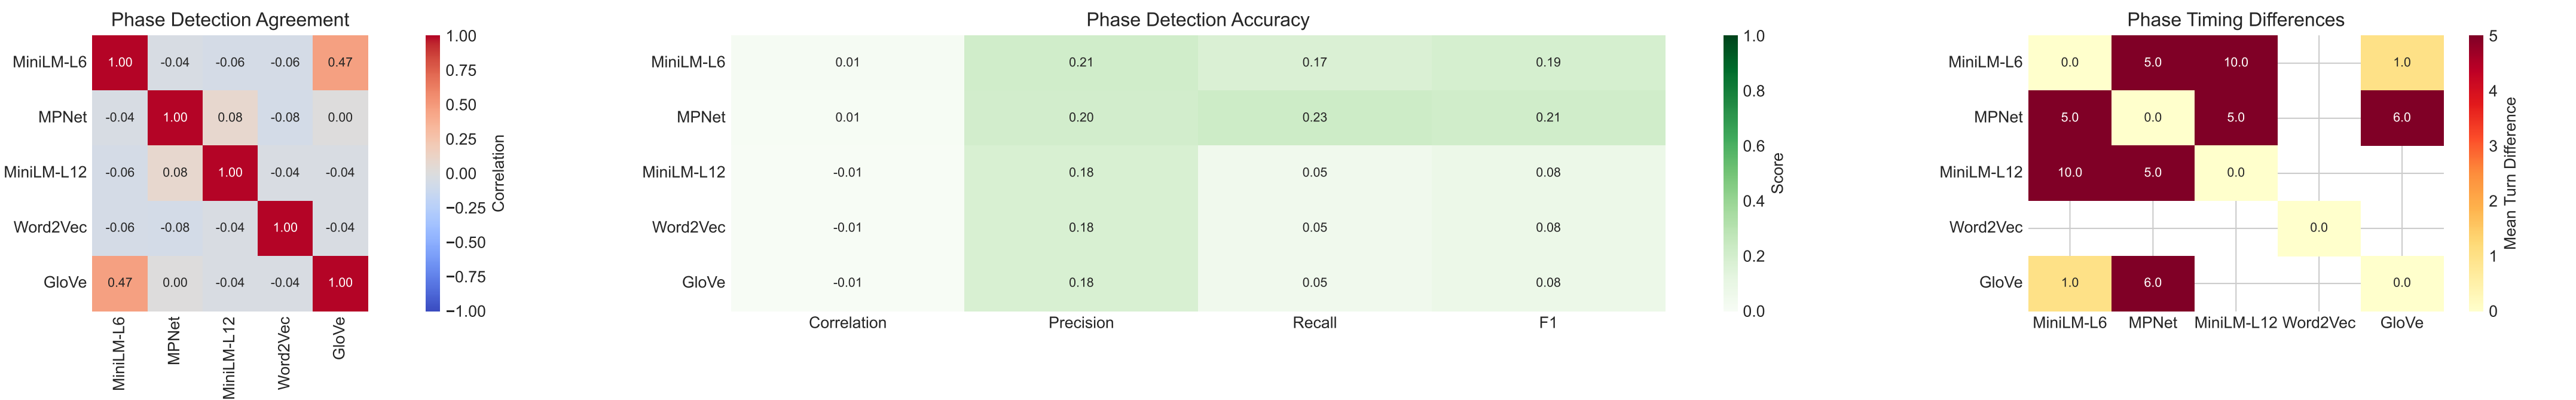 Phase Detection Agreement
MiniLM-L6 1.00 -0.04 -0.06 -0.06 0.47
MPNet -0.04 1.00 0.08 -0.08 0.00
MiniLM-L12 -0.06 0.08 1.00 -0.04 -0.04
Word2Vec -0.06 -0.08 -0.04 1.00 -0.04
GloVe 0.47 0.00 -0.04 -0.04 1.00
MiniLM-L6 MPNet MiniLM-L12 Word2Vec GloVe
1.00
0.75
0.50
0.25
0.00
−0.25
−0.50
−0.75
−1.00
Correlation
Phase Detection Accuracy
MiniLM-L6 0.01 0.21 0.17 0.19
MPNet 0.01 0.20 0.23 0.21
MiniLM-L12 -0.01 0.18 0.05 0.08
Word2Vec -0.01 0.18 0.05 0.08
GloVe -0.01 0.18 0.05 0.08
Correlation Precision Recall F1
1.0
0.8
0.6
0.4
0.2
0.0
Score
Phase Timing Differences
MiniLM-L6 0.0 5.0 10.0 1.0
MPNet 5.0 0.0 5.0 6.0
MiniLM-L12 10.0 5.0 0.0
Word2Vec 0.0
GloVe 1.0 6.0 0.0
MiniLM-L6 MPNet MiniLM-L12 Word2Vec GloVe
5
4
3
2
1
0
Mean Turn Difference